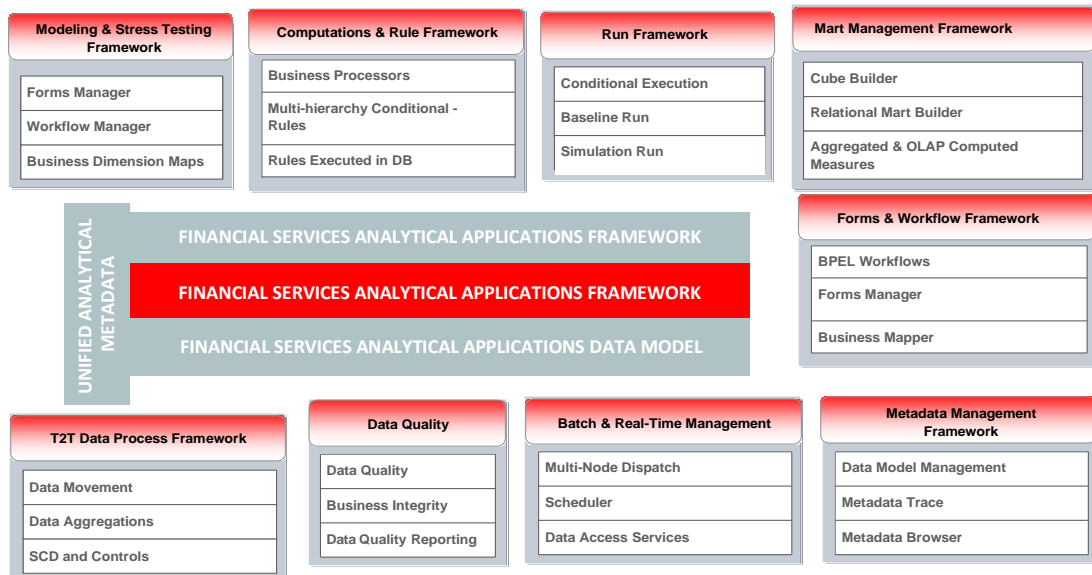 Modeling & Stress Testing
Framework
Forms Manager
Workflow Manager
Business Dimension Maps
Computations & Rule Framework
Business Processors
Multi-hierarchy Conditional -
Rules
Rules Executed in DB
Run Framework
Conditional Execution
Baseline Run
Simulation Run
Mart Management Framework
Cube Builder
Relational Mart Builder
Aggregated & OLAP Computed
Measures
UNIFIED ANALYTICAL
METADATA
FINANCIAL SERVICES ANALYTICAL APPLICATIONS FRAMEWORK
FINANCIAL SERVICES ANALYTICAL APPLICATIONS FRAMEWORK
FINANCIAL SERVICES ANALYTICAL APPLICATIONS DATA MODEL
Forms & Workflow Framework
BPEL Workflows
Forms Manager
Business Mapper
T2T Data Process Framework
Data Movement
Data Aggregations
SCD and Controls
Data Quality
Data Quality
Business Integrity
Data Quality Reporting
Batch & Real-Time Management
Multi-Node Dispatch
Scheduler
Data Access Services
Metadata Management
Framework
Data Model Management
Metadata Trace
Metadata Browser